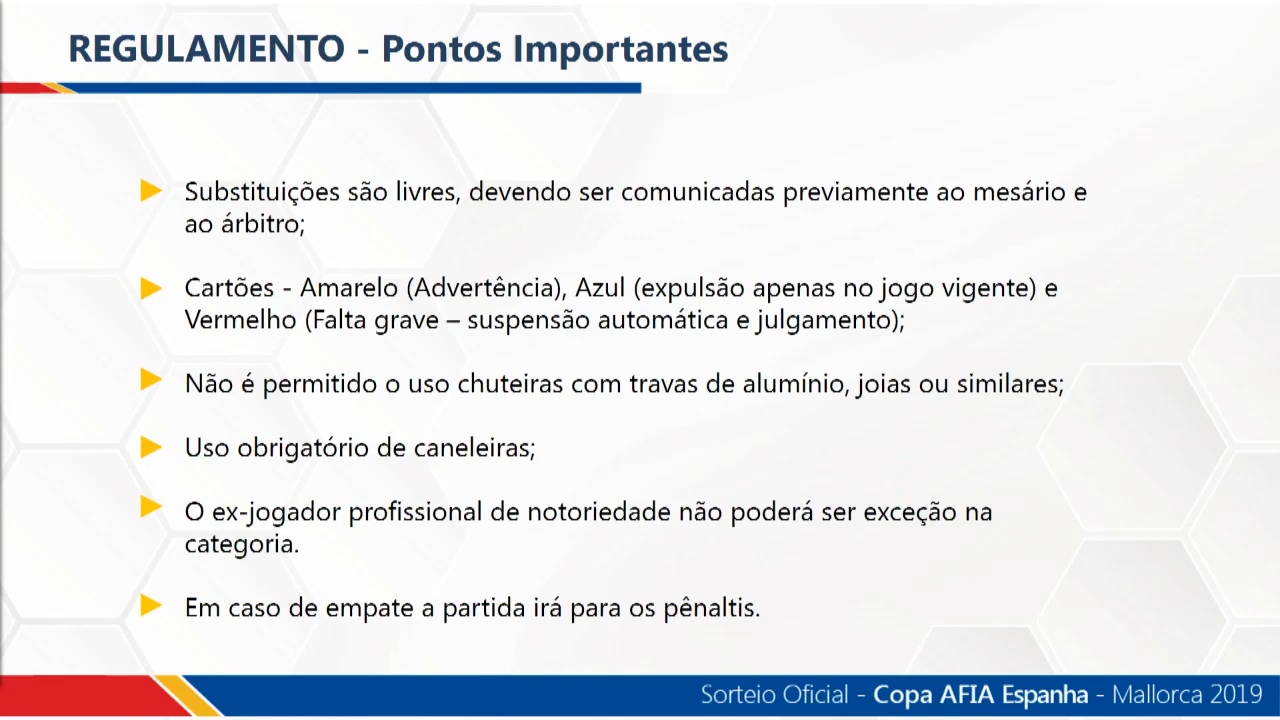 REGULAMENTO - Pontos Importantes
Substituições são livres, devendo ser comunicadas previamente ao mesário e
ao árbitro;
Cartões - Amarelo (Advertência), Azul (expulsão apenas no jogo vigente) e
Vermelho (Falta grave – suspensão automática e julgamento);
Não é permitido o uso chuteiras com travas de alumínio, joias ou similares;
Uso obrigatório de caneleiras;
O ex-jogador profissional de notoriedade não poderá ser exceção na
categoria.
Em caso de empate a partida irá para os pênaltis.
Sorteio Oficial - Copa AFIA Espanha - Mallorca 2019